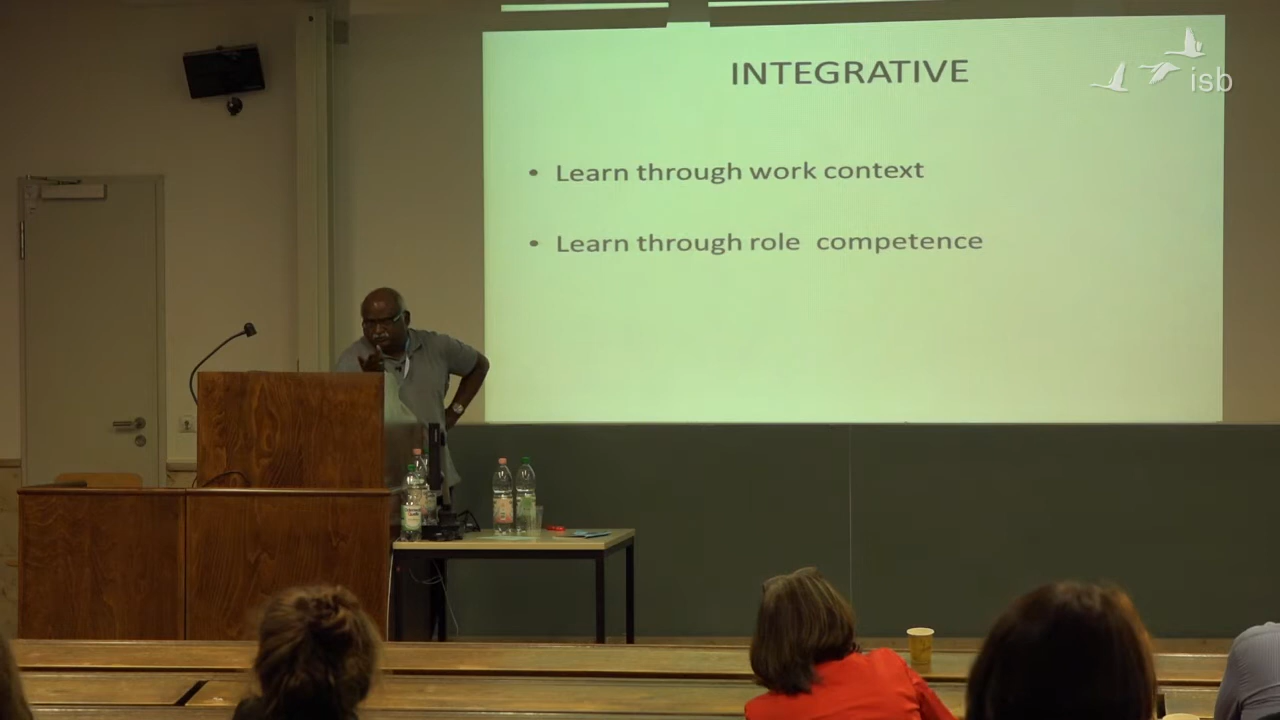 INTEGRATIVE
isb
• Learn through work context
• Learn through role competence